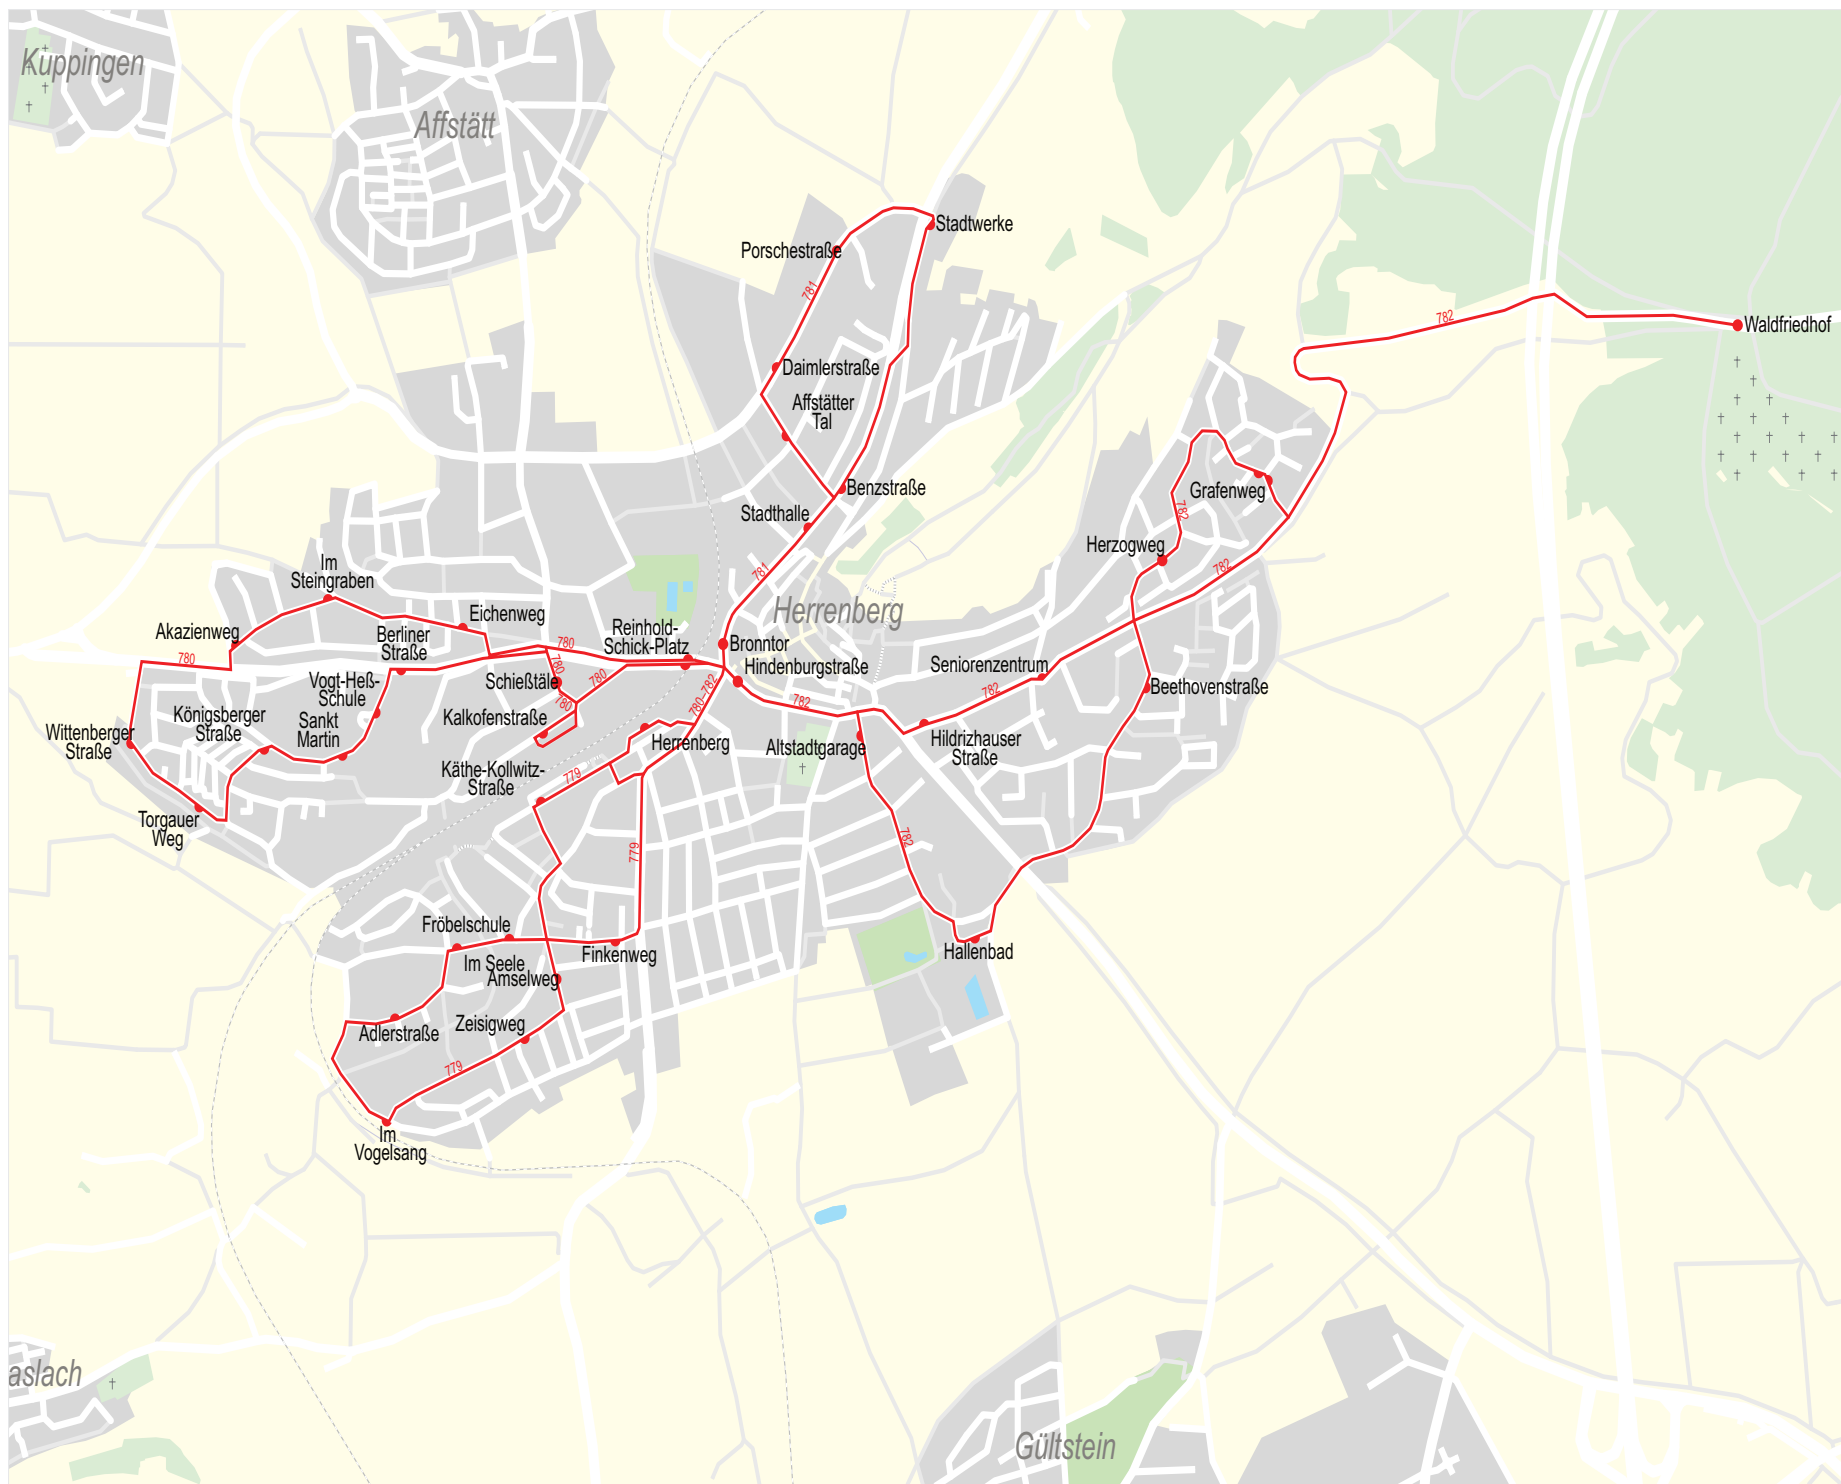 Kuppingen
Affstätt
Stadtwerke
Porschestraße
781
782
Waldfriedhof
Daimlerstraße
Affstätter
Tal
Grafenweg
Benzstraße
Stadthalle
782
Herzogweg
Im
Steingraben
781
782
Herrenberg
Eichenweg
Akazienweg
Berliner
Straße
Reinhold-
Schick-Platz
Bronntor
780
780
780
Hindenburgstraße
Seniorenzentrum
Vogt-Heß-
Schule
Schießtäle
780
780-782
782
Beethovenstraße
Königsberger
Straße
Sankt
Martin
Kalkofenstraße
780
782
Wittenberger
Straße
Herrenberg
Altstadtgarage
Hildrizhauser
Straße
Käthe-Kollwitz-
Straße
779
Torgauer
Weg
779
782
Fröbelschule
Im Seele
Finkenweg
Hallenbad
Amselweg
Adlerstraße
Zeisigweg
779
Im
Vogelsang
aslach
Gültstein